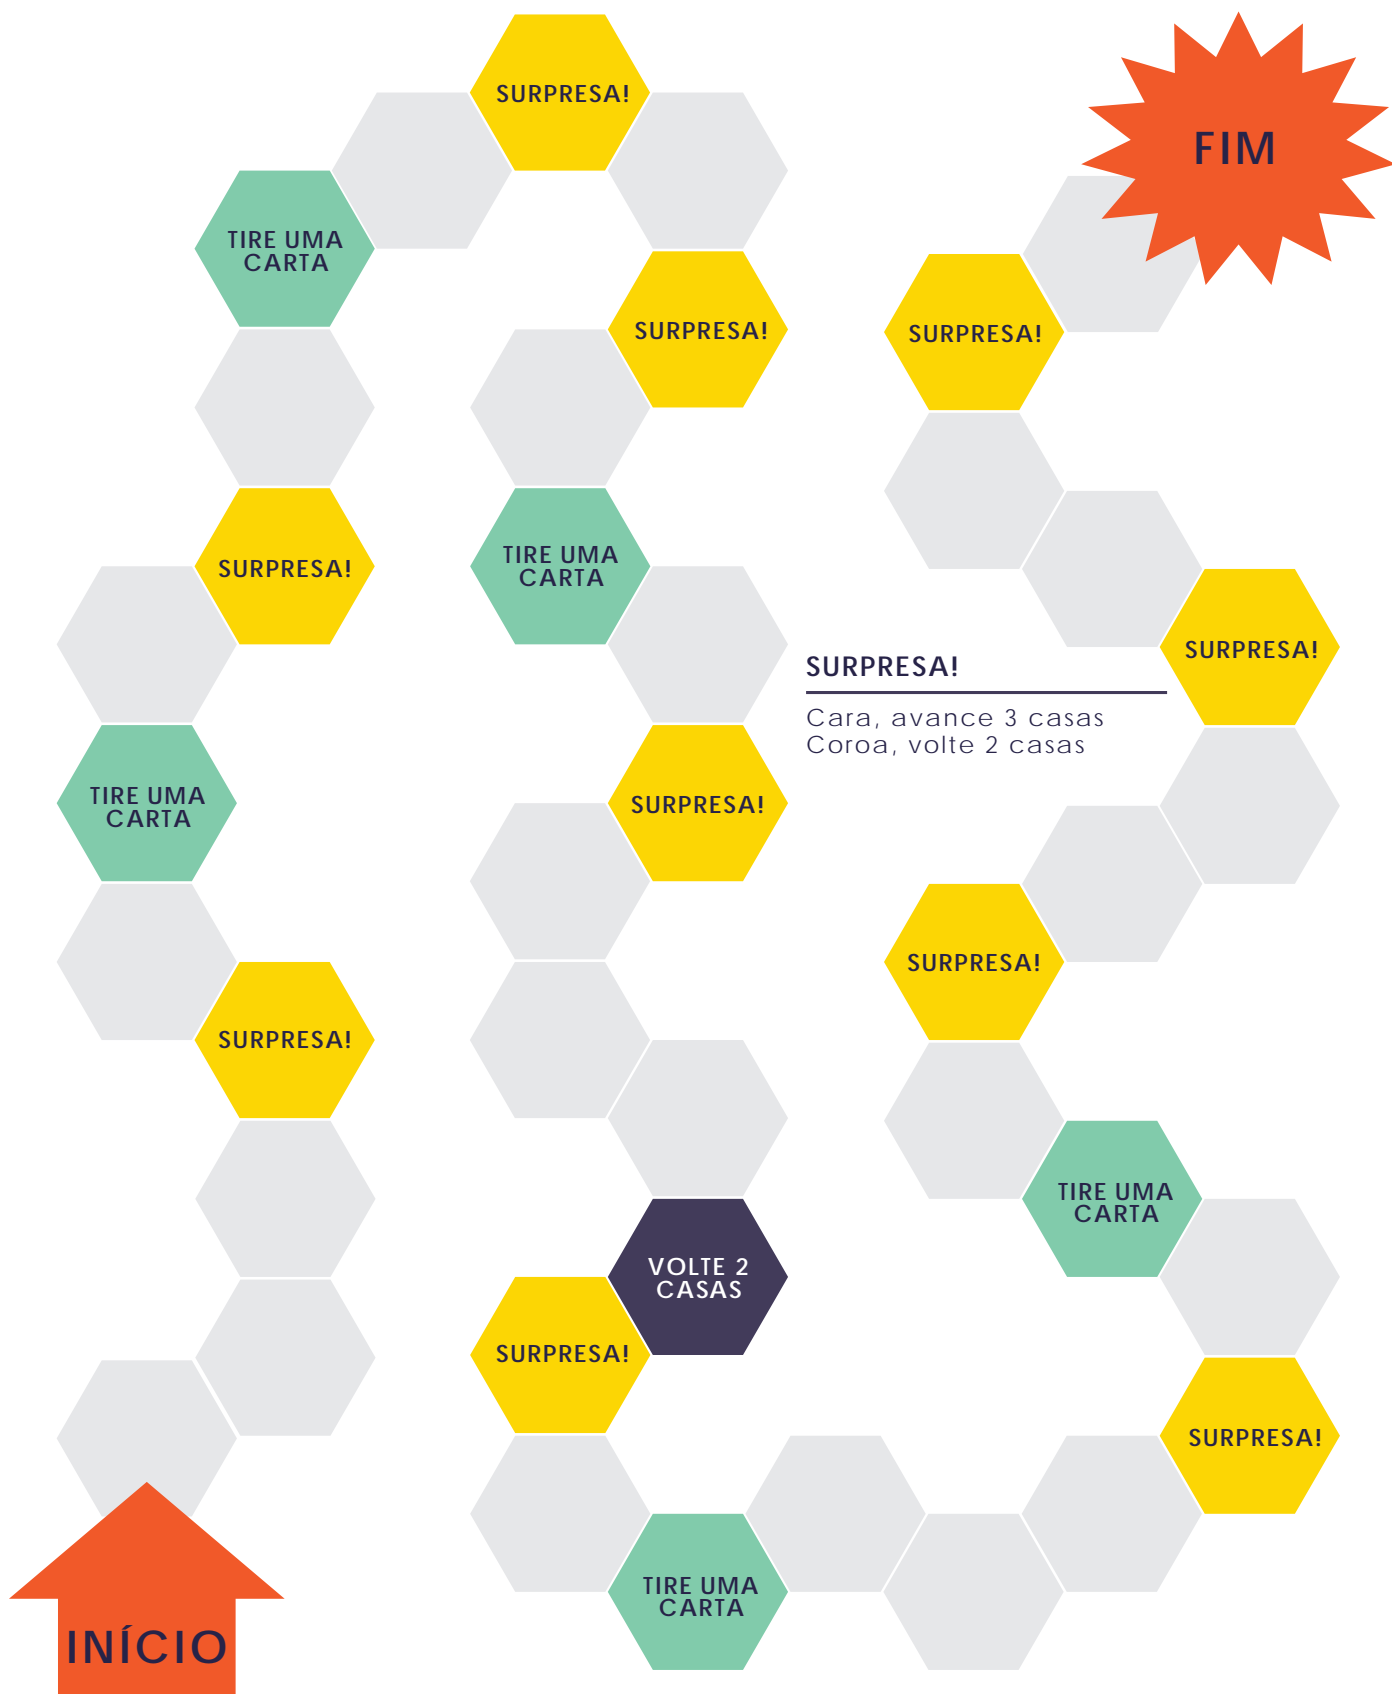 SURPRESA!
FIM
TIRE UMA
CARTA
SURPRESA!
SURPRESA!
TIRE UMA
CARTA
SURPRESA!
SURPRESA!
SURPRESA!
Cara, avance 3 casas
Coroa, volte 2 casas
TIRE UMA
CARTA
SURPRESA!
SURPRESA!
SURPRESA!
TIRE UMA
CARTA
VOLTE 2
CASAS
SURPRESA!
SURPRESA!
TIRE UMA
CARTA
INÍCIO